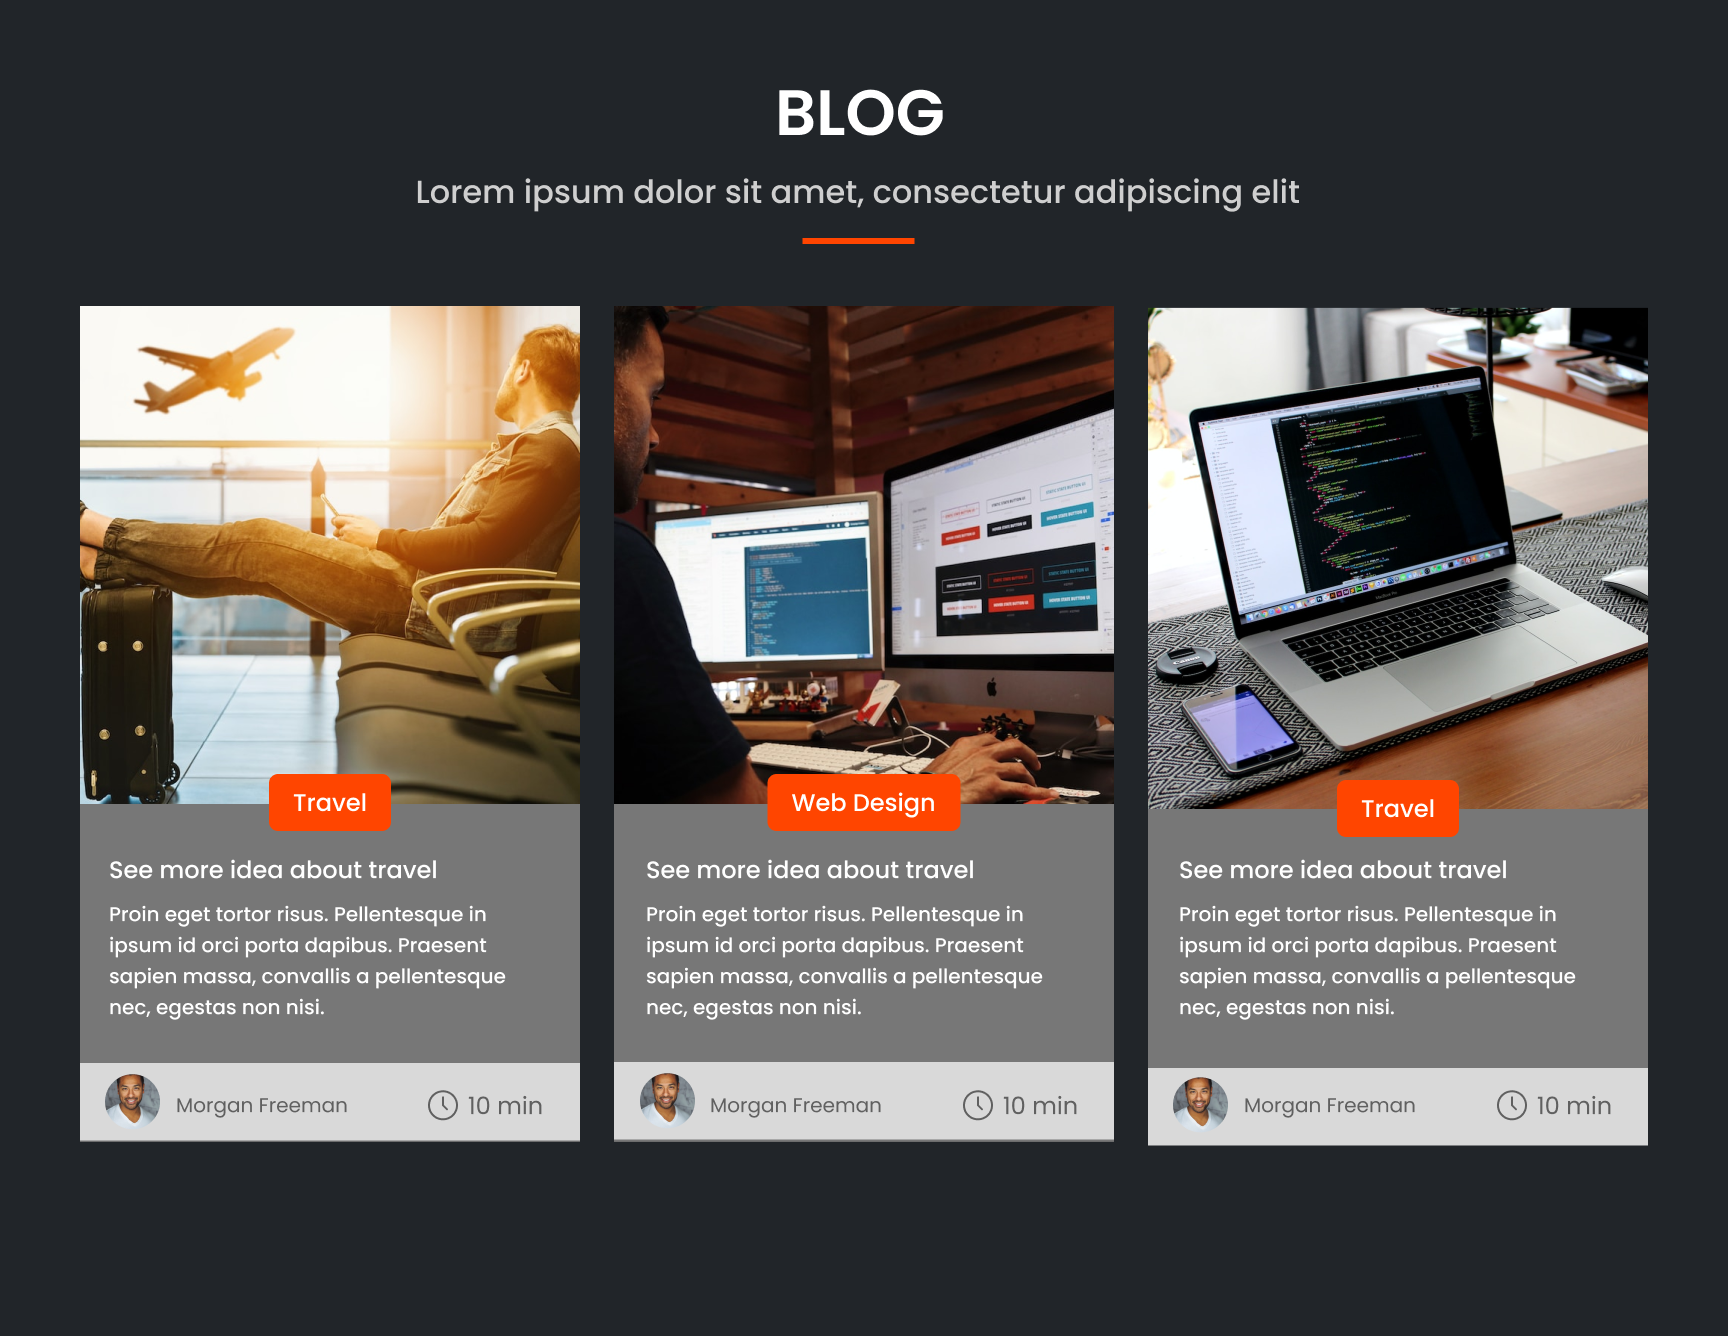 BLOG
Lorem ipsum dolor sit amet, consectetur adipiscing elit
Travel
See more idea about travel
Proin eget tortor risus. Pellentesque in
ipsum id orci porta dapibus. Praesent
sapien massa, convallis a pellentesque
nec, egestas non nisi.
Morgan Freeman
10 min
Web Design
See more idea about travel
Proin eget tortor risus. Pellentesque in
ipsum id orci porta dapibus. Praesent
sapien massa, convallis a pellentesque
nec, egestas non nisi.
Morgan Freeman
10 min
Travel
See more idea about travel
Proin eget tortor risus. Pellentesque in
ipsum id orci porta dapibus. Praesent
sapien massa, convallis a pellentesque
nec, egestas non nisi.
Morgan Freeman
10 min